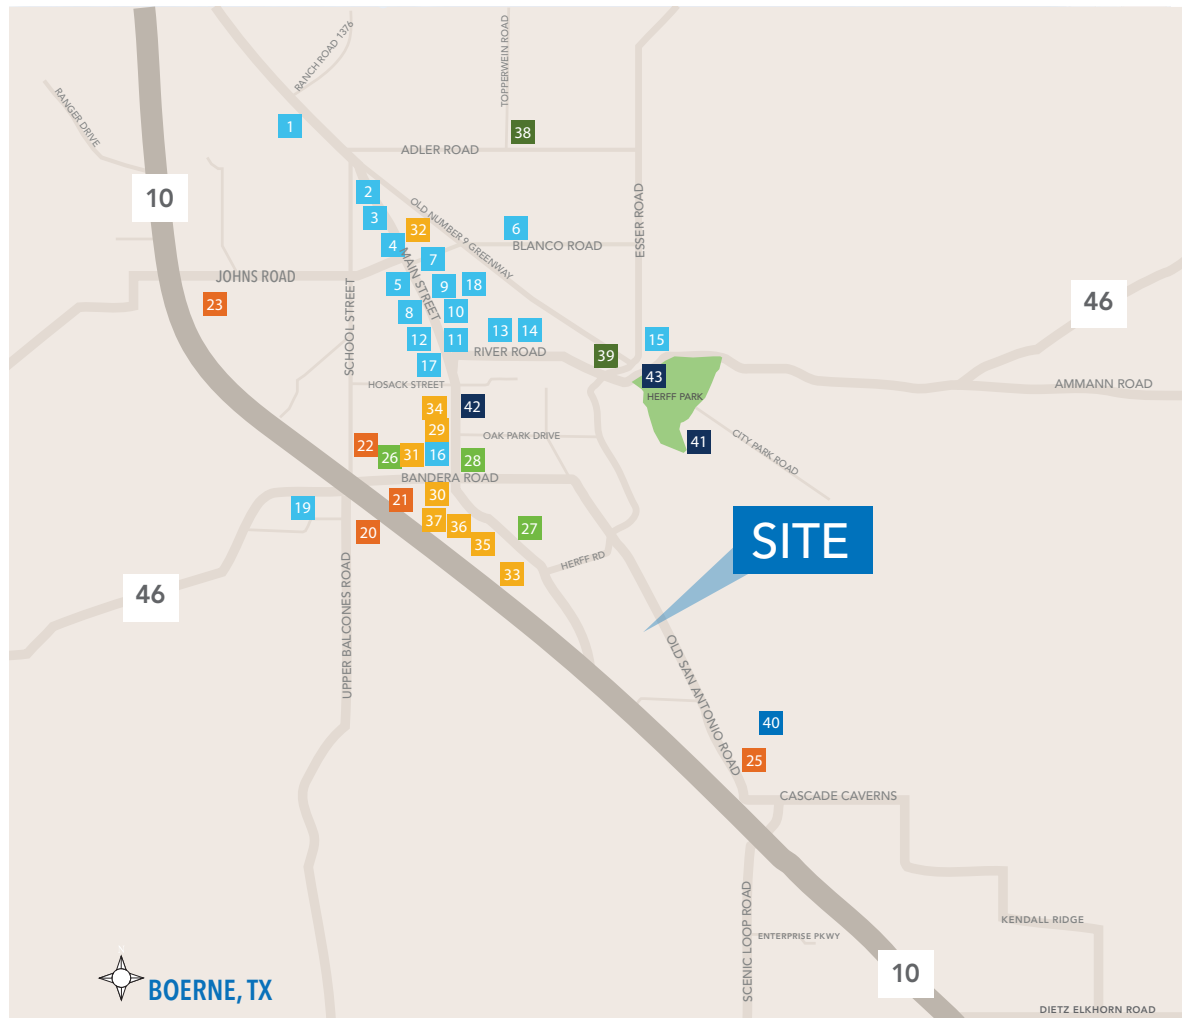 RANCH ROAD 1376
TOPPERWEIN ROAD
RANGER DRIVE
1
38
ADLER ROAD
10
2
3
OLD NUMBER 9 GREENWAY
ESSER ROAD
32
6
4
MAIN STREET
BLANCO ROAD
7
JOHNS ROAD
5
9
18
23
SCHOOL STREET
8
10
46
12
11
13
14
15
RIVER ROAD
39
17
43
HOSACK STREET
AMMANN ROAD
HERFF PARK
34
42
29
OAK PARK DRIVE
41
CITY PARK ROAD
22
26
31
16
28
BANDERA ROAD
19
21
30
20
37
36
27
35
SITE
HERFF RD
33
46
UPPER BALCONES ROAD
OLD SAN ANTONIO ROAD
40
25
CASCADE CAVERNS
SCENIC LOOP ROAD
KENDALL RIDGE
ENTERPRISE PKWY
N
10
BOERNE, TX
DIETZ ELKHORN ROAD